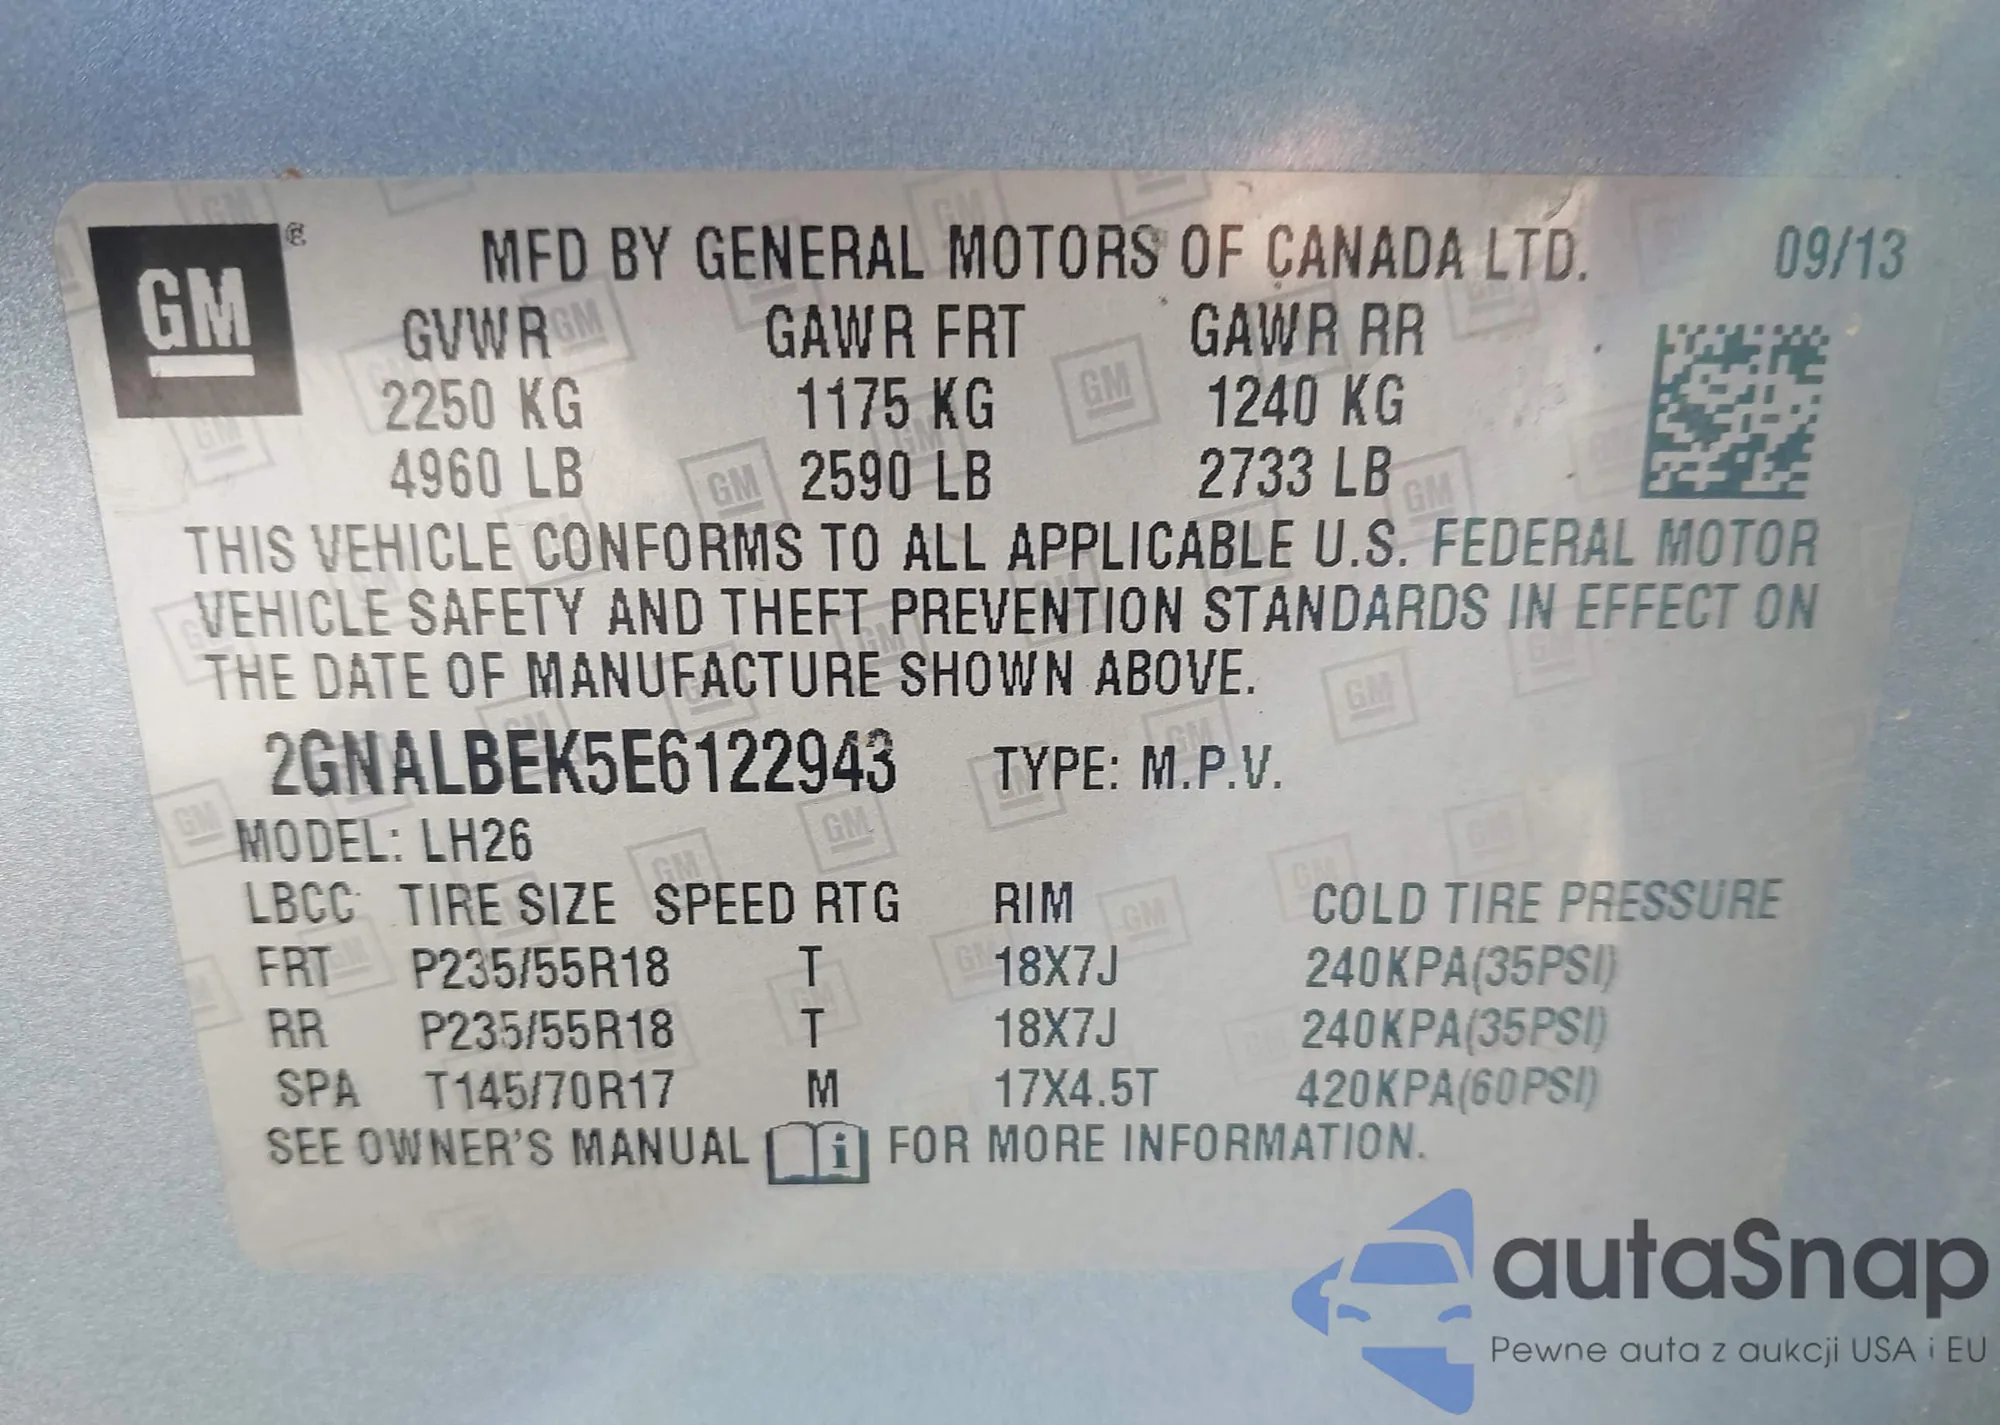 GM ®
MFD BY GENERAL MOTORS OF CANADA LTD. 09/13
GVWR GAWR FRT GAWR RR
2250 KG 1175 KG 1240 KG
4960 LB 2590 LB 2733 LB
THIS VEHICLE CONFORMS TO ALL APPLICABLE U.S. FEDERAL MOTOR
VEHICLE SAFETY AND THEFT PREVENTION STANDARDS IN EFFECT ON
THE DATE OF MANUFACTURE SHOWN ABOVE.
2GNALBEK5E6122943 TYPE: M.P.V.
MODEL: LH26
LBCC TIRE SIZE SPEED RTG RIM COLD TIRE PRESSURE
FRT P235/55R18 T 18X7J 240KPA(35PSI)
RR P235/55R18 T 18X7J 240KPA(35PSI)
SPA T145/70R17 M 17X4.5T 420KPA(60PSI)
SEE OWNER'S MANUAL i FOR MORE INFORMATION.
autaSnap
Pewne auta z aukcji USA i EU